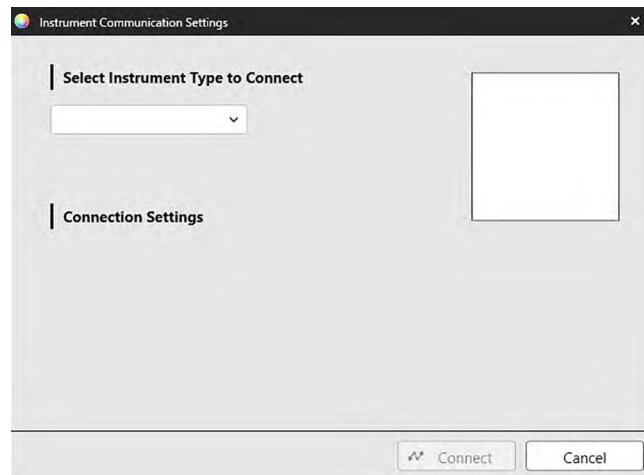 Instrument Communication Settings
Select Instrument Type to Connect
Connection Settings
Connect
Cancel